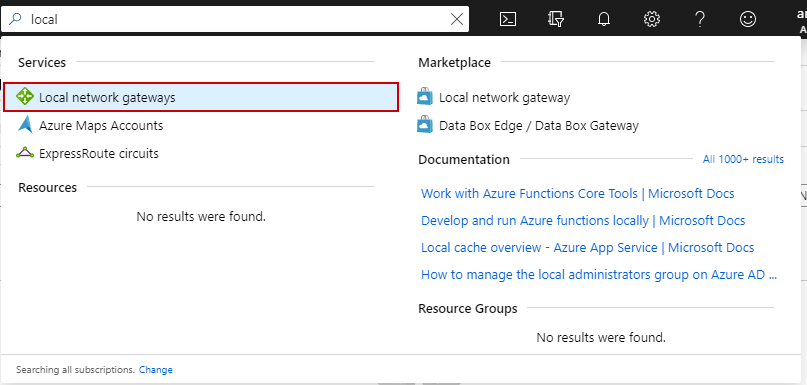 local
Services
Local network gateways
Azure Maps Accounts
ExpressRoute circuits
Resources
No results were found.
Marketplace
Local network gateway
Data Box Edge / Data Box Gateway
Documentation
All 1000+ results
Work with Azure Functions Core Tools | Microsoft Docs
Develop and run Azure functions locally | Microsoft Docs
Local cache overview - Azure App Service | Microsoft Docs
How to manage the local administrators group on Azure AD ...
Resource Groups
No results were found.
Searching all subscriptions. Change